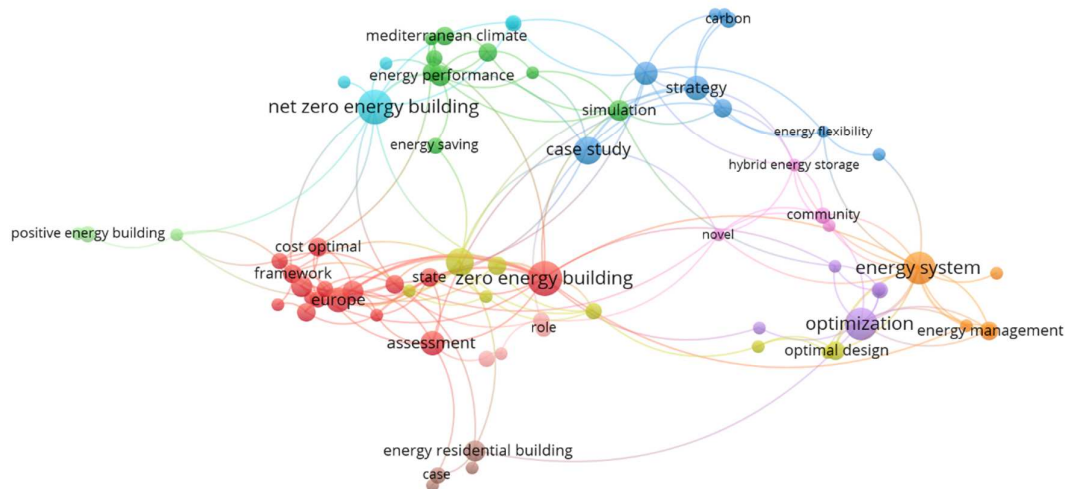 carbon
mediterranean climate
energy performance
strategy
net zero energy building
simulation
energy flexibility
energy saving
case study
hybrid energy storage
community
positive energy building
novel
cost optimal
framework
state
zero energy building
energy system
europe
role
optimization
energy management
assessment
optimal design
energy residential building
case